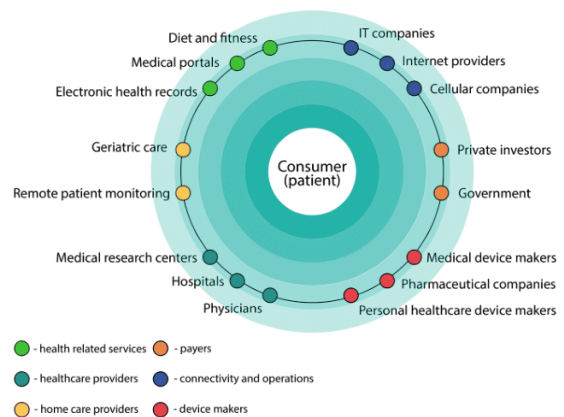 Diet and fitness
IT companies
Medical portals
Internet providers
Electronic health records
Cellular companies
Geriatric care
Private investors
Consumer
(patient)
Remote patient monitoring
Government
Medical research centers
Medical device makers
Hospitals
Pharmaceutical companies
Physicians
Personal healthcare device makers
- health related services
- payers
- healthcare providers
- connectivity and operations
- home care providers
- device makers